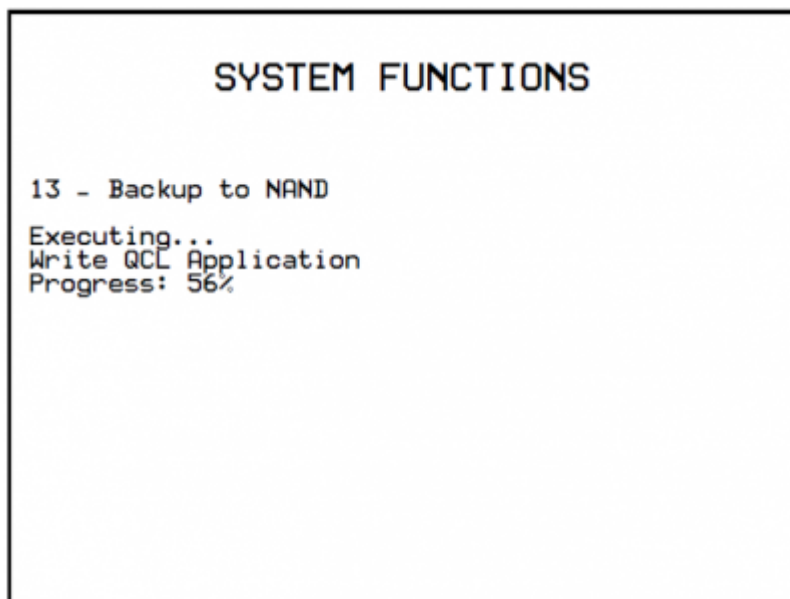 SYSTEM FUNCTIONS
13 - Backup to NAND
Executing...
Write QCL Application
Progress: 56%